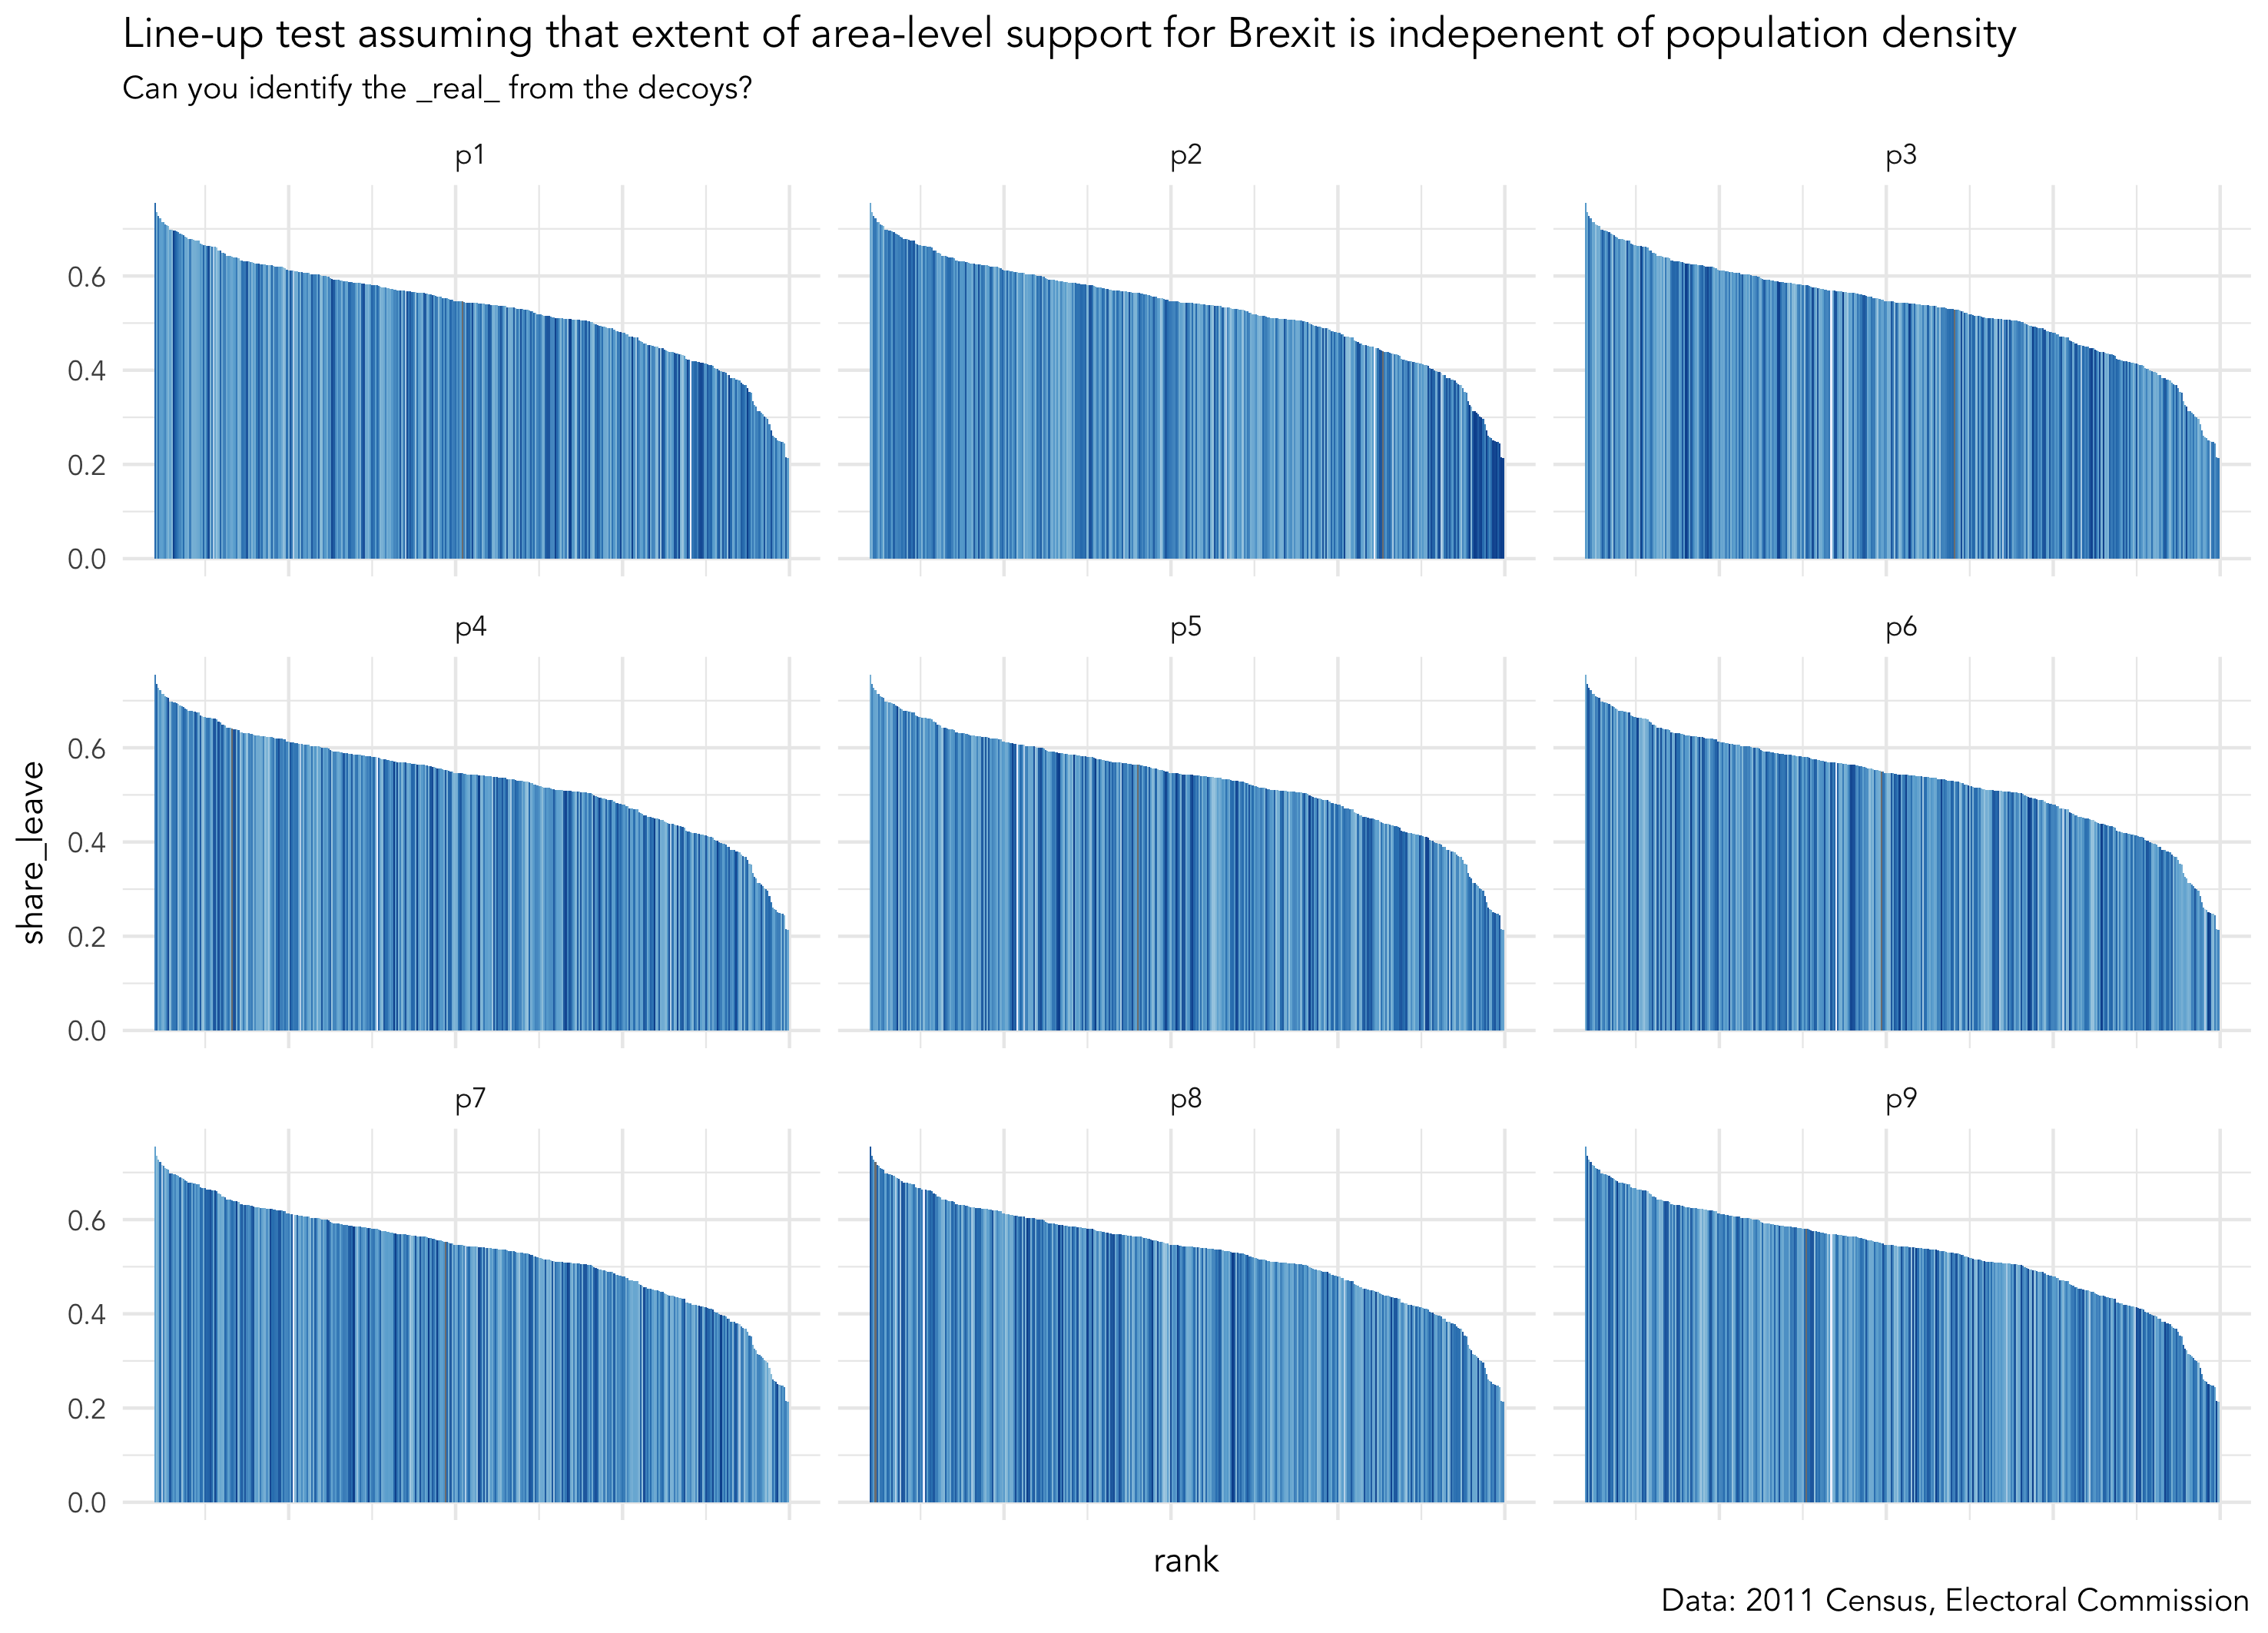 Line-up test assuming that extent of area-level support for Brexit is indepenent of population density
Can you identify the _real_ from the decoys?
p1
p2
p3
0.6
0.4
0.2
0.0
p4
p5
p6
0.6
0.4
0.2
0.0
share_leave
p7
p8
p9
0.6
0.4
0.2
0.0
rank
Data: 2011 Census, Electoral Commission